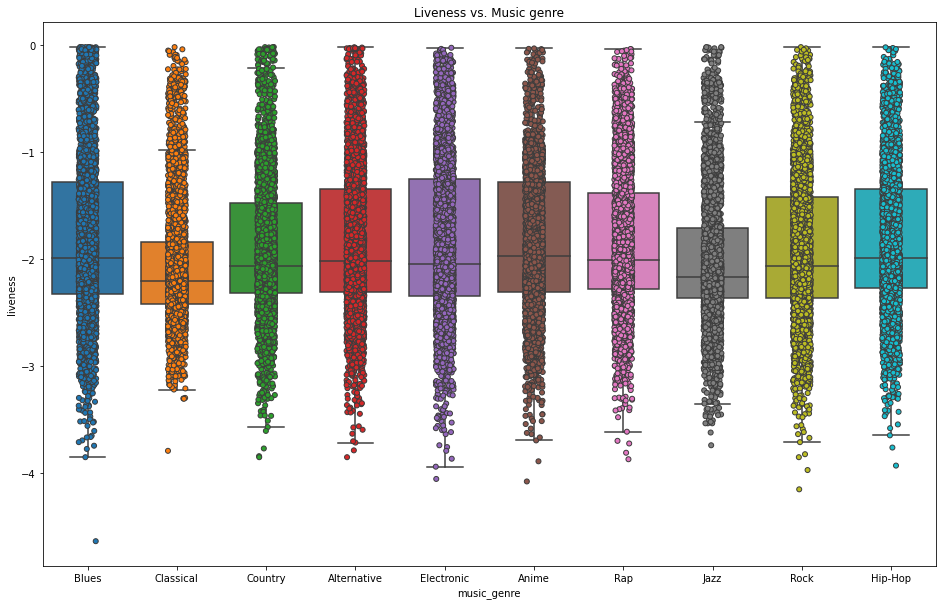 Liveness vs. Music genre
0
−1
−2
−3
−4
liveness
Blues Classical Country Alternative Electronic Anime Rap Jazz Rock Hip-Hop
music_genre